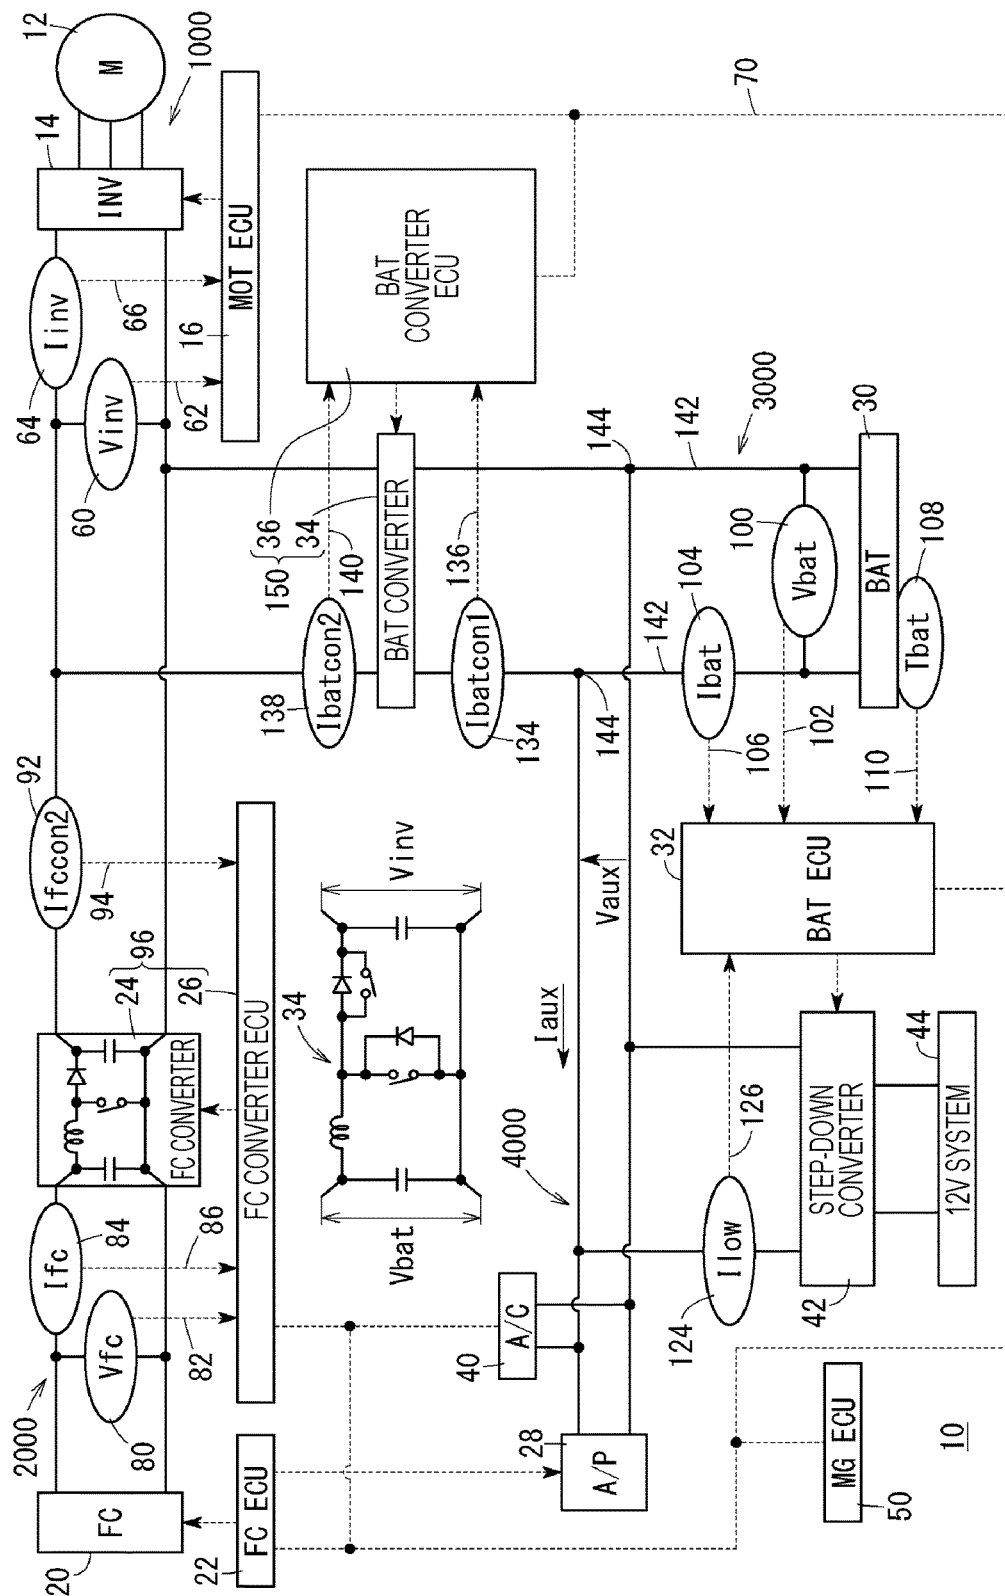 12
M
1000
14
INV
Iinv
64
66
MOT ECU
16
Vinv
60
62
70
BAT
CONVERTER
ECU
36
34
150
140
136
BAT CONVERTER
Ibatcon2
138
Ibatcon1
134
144
142
3000
30
100
Vbat
104
Ibat
142
144
BAT
108
Tbat
106
102
110
92
Ifccon2
94
32
BAT ECU
Vaux
Iaux
96
24
26
FC CONVERTER
FC CONVERTER ECU
34
Vinv
Vbat
4000
Ifc
84
86
Vfc
80
82
2000
FC
20
22
FC ECU
A/C
40
28
A/P
Ilow
124
126
STEP-DOWN
CONVERTER
42
44
12V SYSTEM
MG ECU
50
10